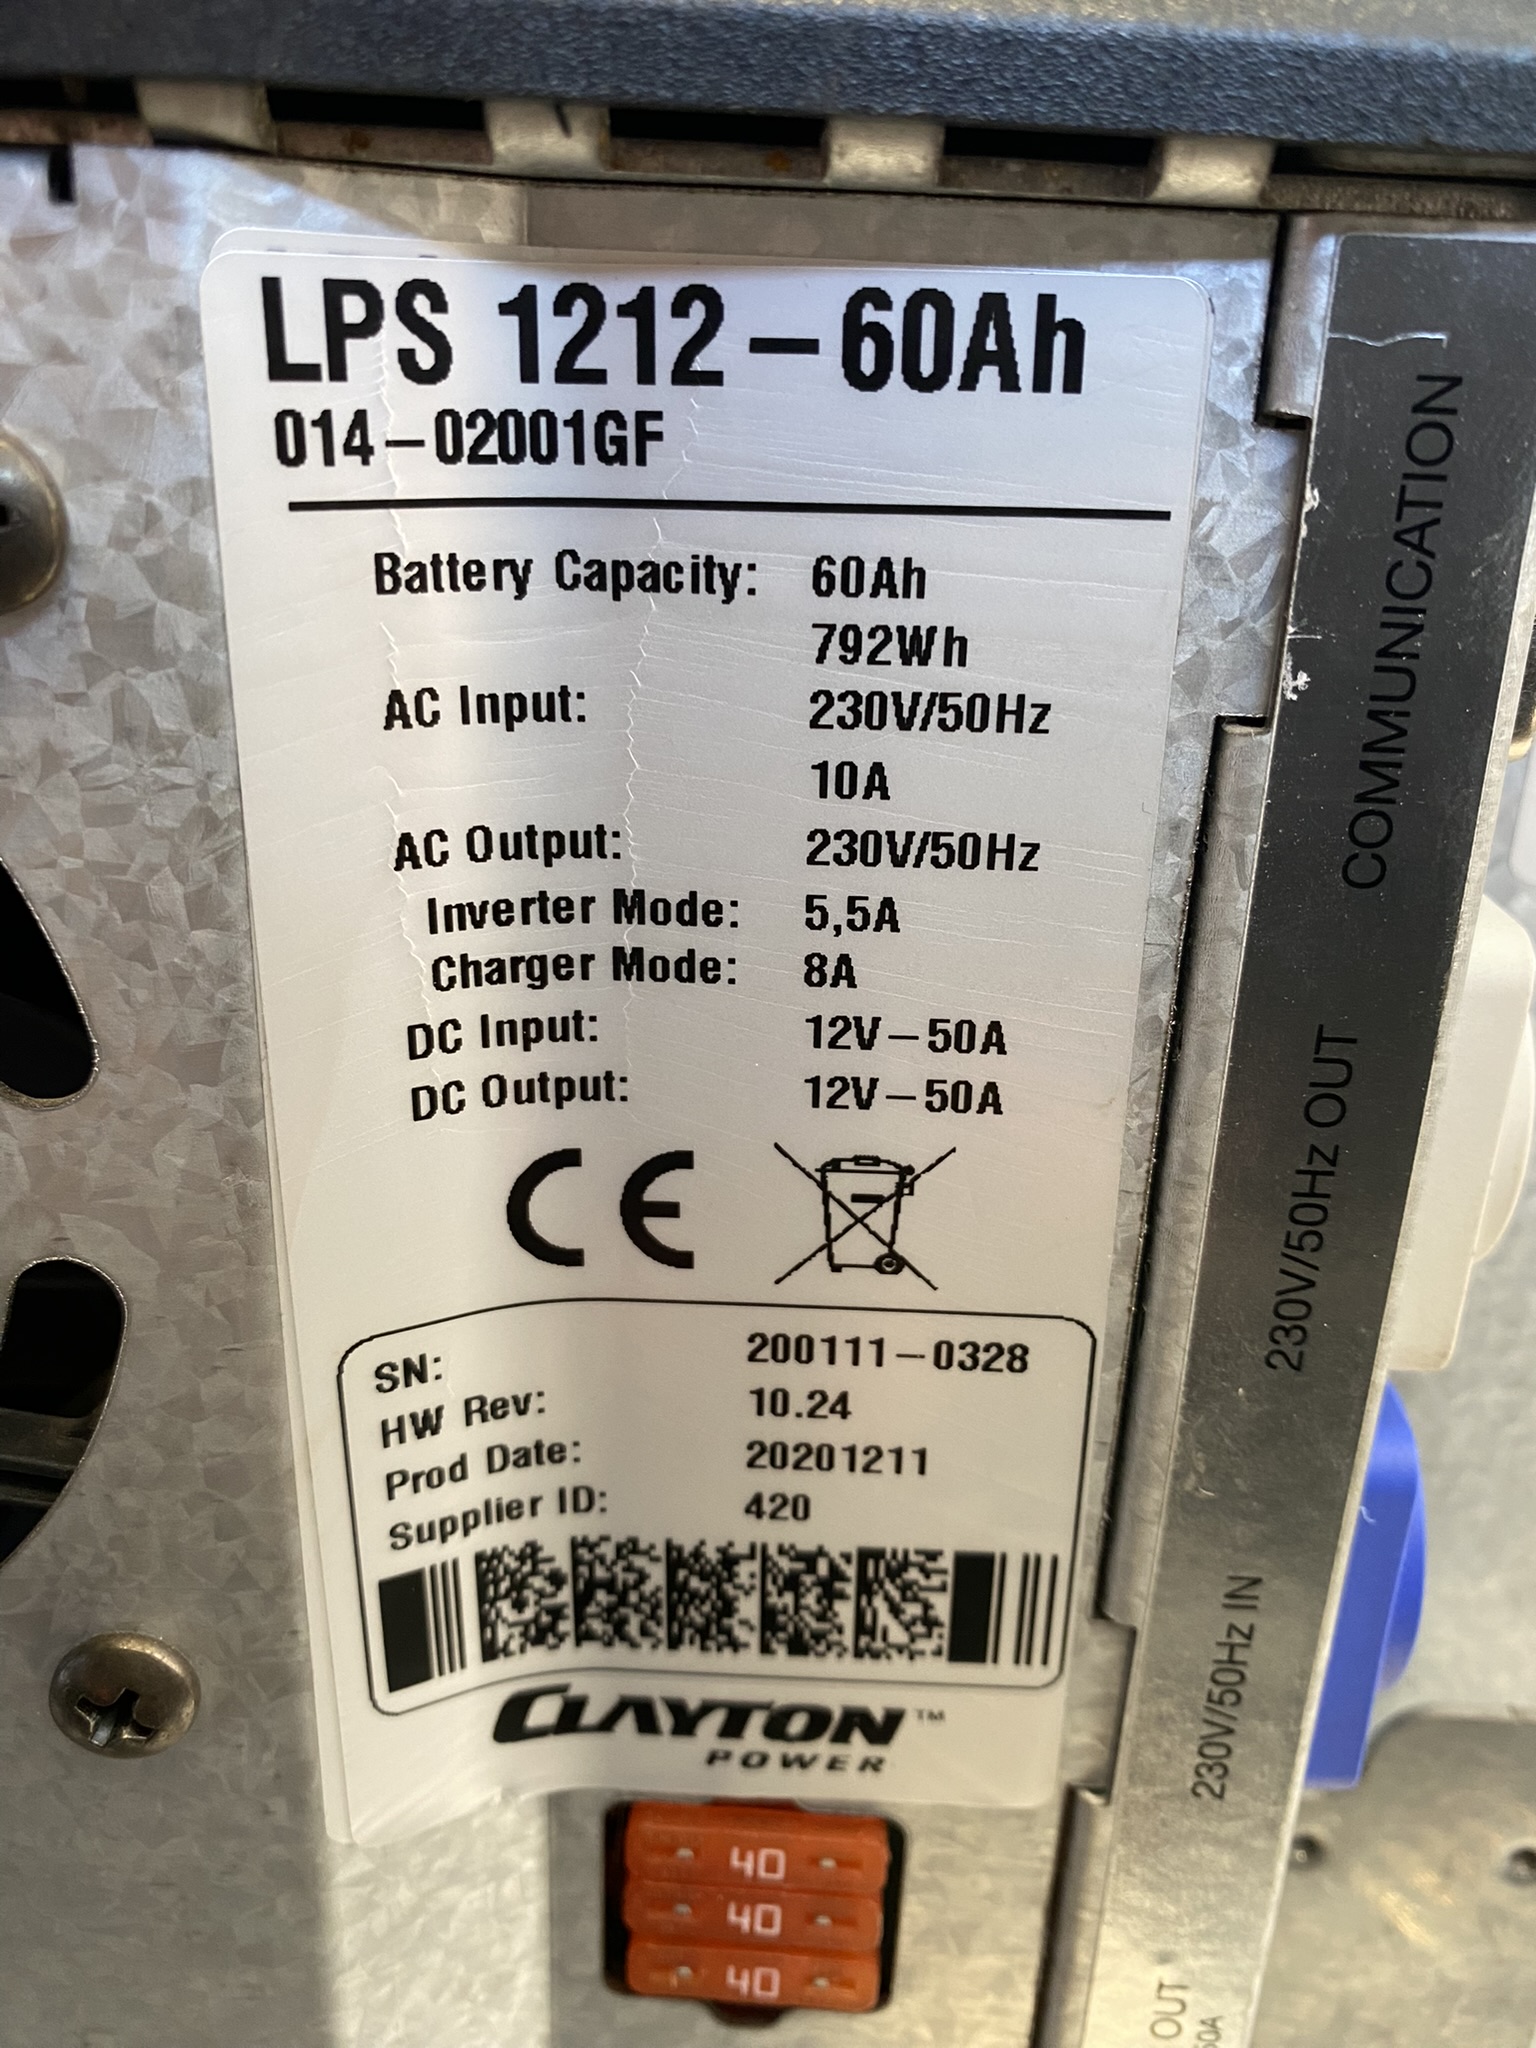 LPS 1212-60Ah
014-02001GF
Battery Capacity: 60Ah
792Wh
AC Input: 230V/50Hz
10A
AC Output: 230V/50Hz
Inverter Mode: 5,5A
Charger Mode: 8A
DC Input: 12V-50A
DC Output: 12V-50A
CE
SN: 200111-0328
HW Rev: 10.24
Prod Date: 20201211
Supplier ID: 420
CLAYTON™
POWER
40
40
40
COMMUNICATION
230V/50Hz OUT
230V/50Hz IN
OUT